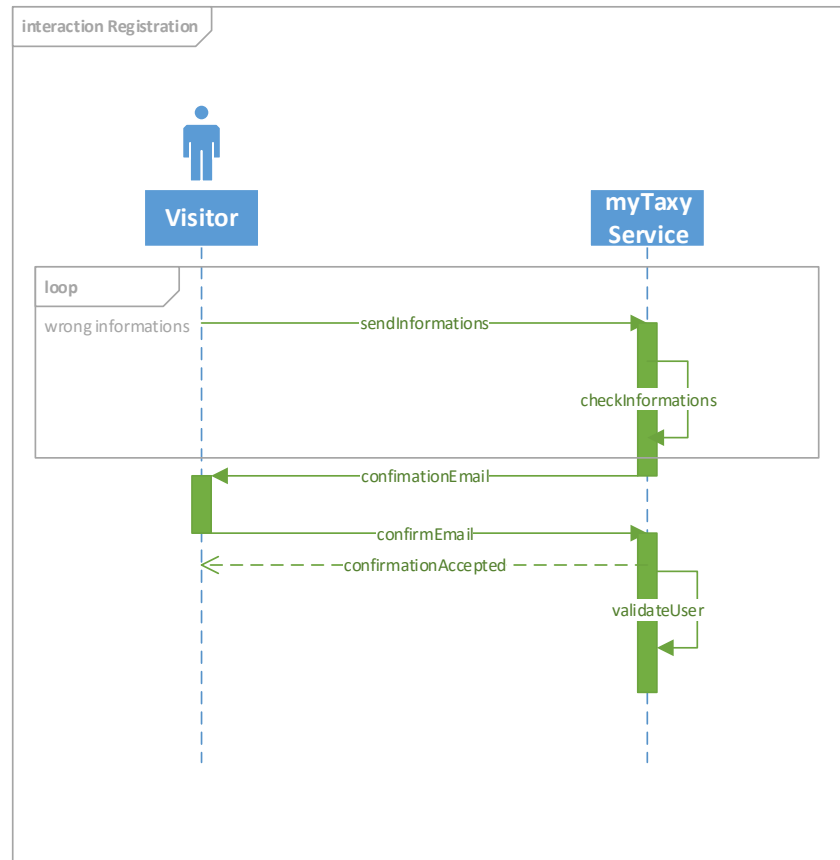 interaction Registration
Visitor
myTaxy
Service
loop
wrong informations
sendInformations
checkInformations
confimationEmail
confirmEmail
confirmationAccepted
validateUser